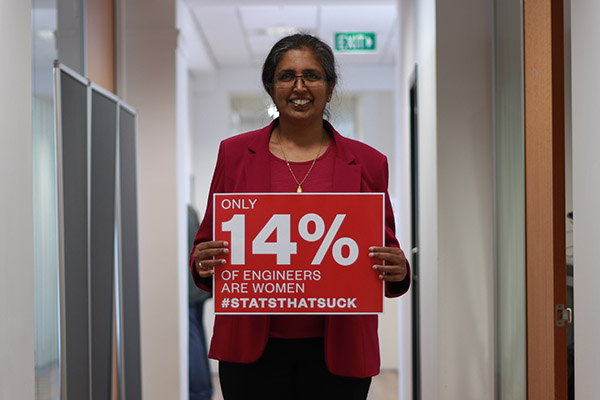 EXIT
ONLY
14%
OF ENGINEERS
ARE WOMEN
#STATSTHATSUCK